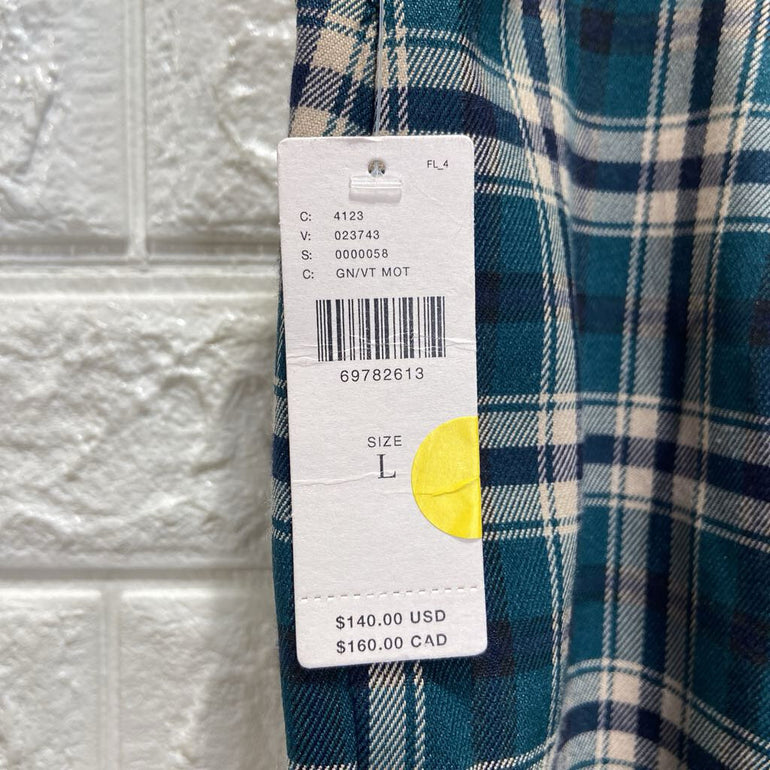 FL_4
C: 4123
V: 023743
S: 0000058
C: GN/VT MOT
69782613
SIZE
L
$140.00 USD
$160.00 CAD